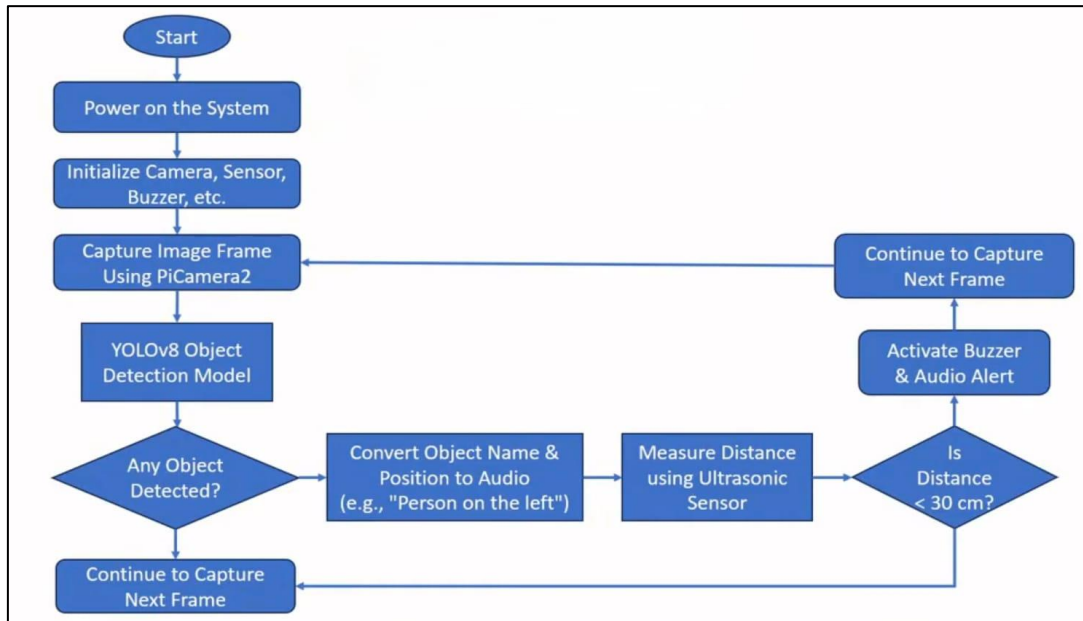 Start
Power on the System
Initialize Camera, Sensor,
Buzzer, etc.
Capture Image Frame
Using PiCamera2
Continue to Capture
Next Frame
YOLOv8 Object
Detection Model
Activate Buzzer
& Audio Alert
Any Object
Detected?
Convert Object Name &
Position to Audio
(e.g., "Person on the left")
Measure Distance
using Ultrasonic
Sensor
Is
Distance
< 30 cm?
Continue to Capture
Next Frame